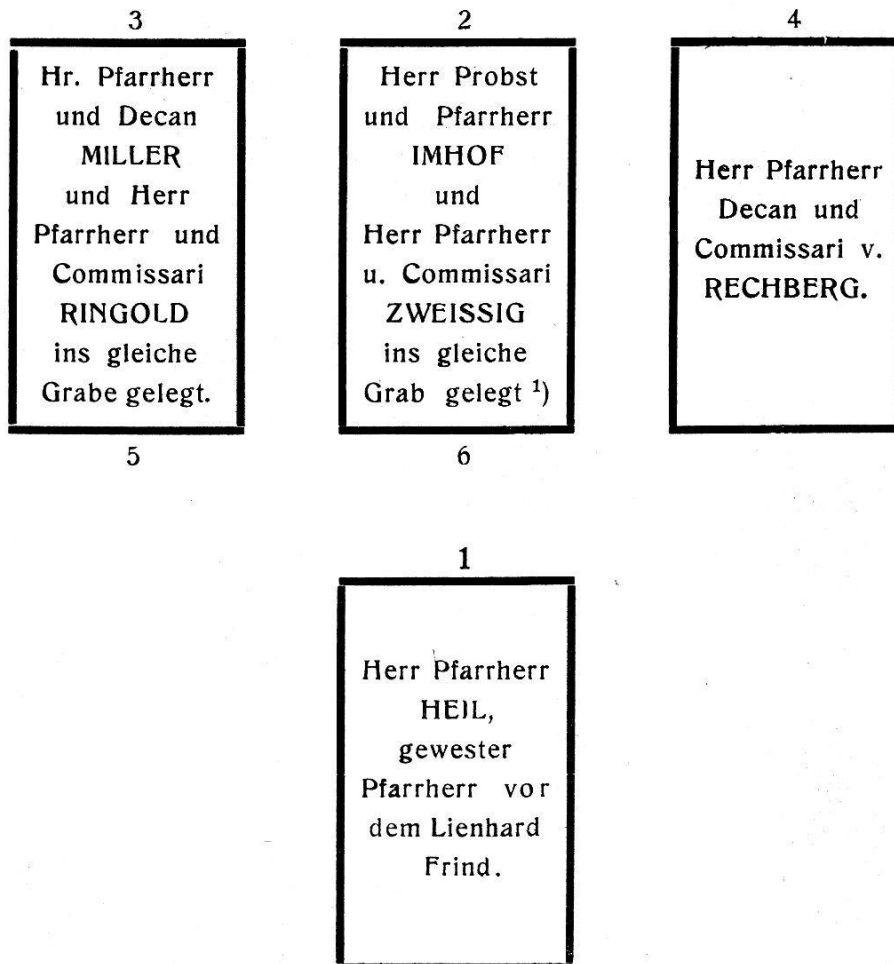 3
Hr. Pfarrherr
und Decan
MILLER
und Herr
Pfarrherr und
Commissari
RINGOLD
ins gleiche
Grabe gelegt.
5
2
Herr Probst
und Pfarrherr
IMHOF
und
Herr Pfarrherr
u. Commissari
ZWEISSIG
ins gleiche
Grab gelegt ¹)
6
4
Herr Pfarrherr
Decan und
Commissari v.
RECHBERG.
1
Herr Pfarrherr
HEIL,
gewester
Pfarrherr vor
dem Lienhard
Frind.